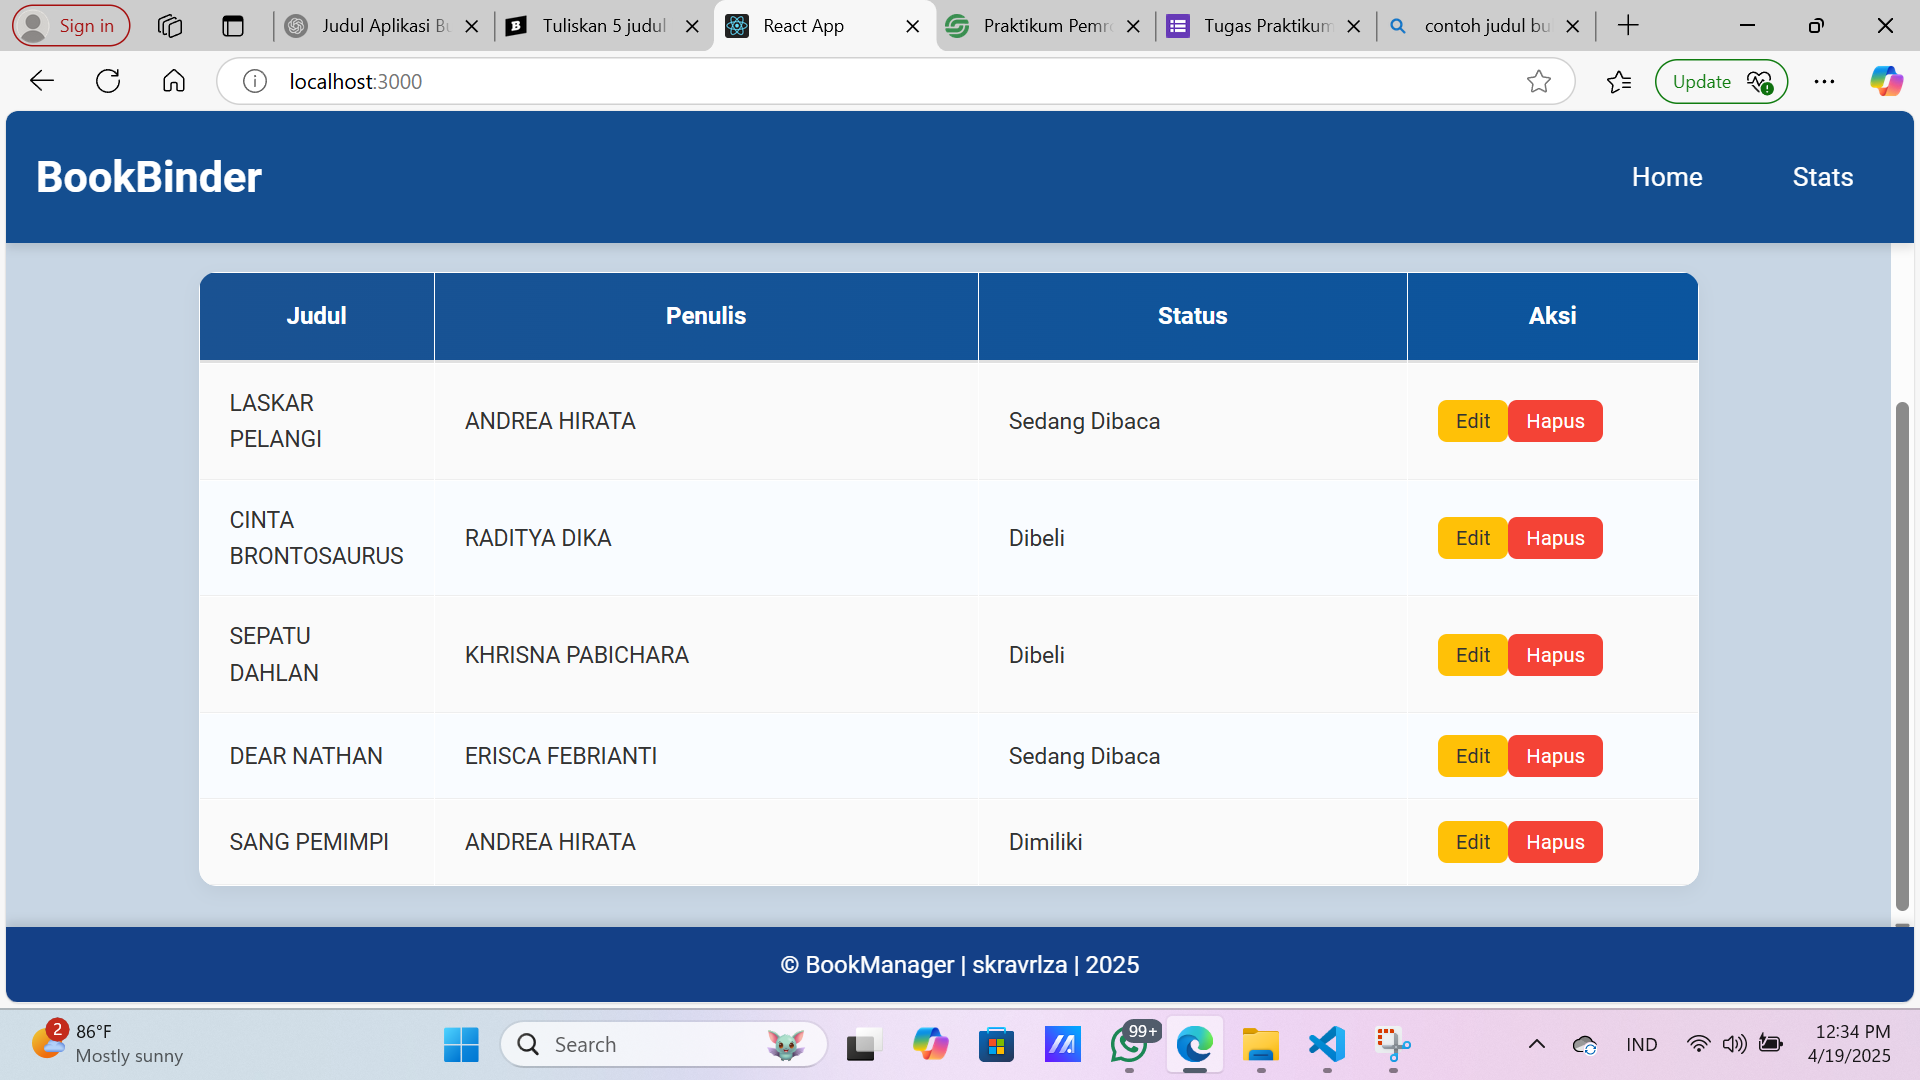 Sign in
Judul Aplikasi Bu
Tuliskan 5 judul
React App
Praktikum Pemr
Tugas Praktikum
contoh judul bu
localhost:3000
Update
BookBinder
Home
Stats
Judul Penulis Status Aksi
LASKAR
PELANGI
ANDREA HIRATA
Sedang Dibaca
Edit Hapus
CINTA
BRONTOSAURUS
RADITYA DIKA
Dibeli
Edit Hapus
SEPATU
DAHLAN
KHRISNA PABICHARA
Dibeli
Edit Hapus
DEAR NATHAN
ERISCA FEBRIANTI
Sedang Dibaca
Edit Hapus
SANG PEMIMPI
ANDREA HIRATA
Dimiliki
Edit Hapus
© BookManager | skravrlza | 2025
2
86°F
Mostly sunny
Search
99+
IND
12:34 PM
4/19/2025